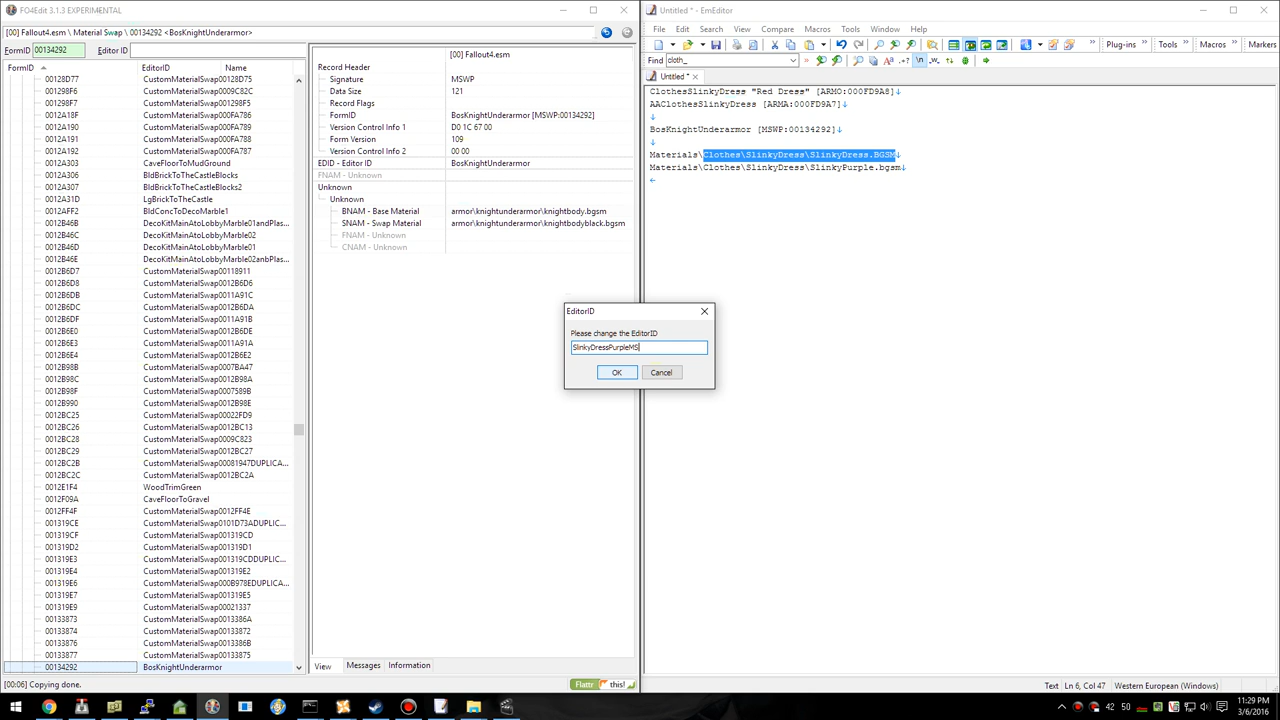 FO4Edit 3.1.3 EXPERIMENTAL
[00] Fallout4.esm \ Material Swap \ 00134292 <BosKnightUnderarmor>
FormID 00134292 Editor ID
FormID EditorID Name
00128D77 CustomMaterialSwap00128D75
001298F6 CustomMaterialSwap0009C82C
001298F7 CustomMaterialSwap001298F5
0012A18F CustomMaterialSwap000FA786
0012A190 CustomMaterialSwap000FA789
0012A191 CustomMaterialSwap000FA788
0012A303 CaveFloorToMud
0012A306 BldBrickToTheCastleBlocks
0012A307 BldBrickToTheCastleBlocks2
0012A31D LgBrickToTheCastle
0012AFF2 BldConcToDecoMarble1
0012B46B DecoKitMainAtoLobbyMarble01andPlas...
0012B46C DecoKitMainAtoLobbyMarble02
0012B46D DecoKitMainAtoLobbyMarble01
0012B46E DecoKitMainAtoLobbyMarble02anbPlas...
0012B6D7 CustomMaterialSwap00118911
0012B6D8 CustomMaterialSwap0012B6D6
0012B6DB CustomMaterialSwap0011A91C
0012B6DC CustomMaterialSwap0012B6DA
0012B6DF CustomMaterialSwap0011A91B
0012B6E0 CustomMaterialSwap0012B6DE
0012B6E3 CustomMaterialSwap0011A91A
0012B6E4 CustomMaterialSwap0012B6E2
0012B98C CustomMaterialSwap0007BA47
0012B98D CustomMaterialSwap0012B98A
0012B98F CustomMaterialSwap0007589B
0012B990 CustomMaterialSwap0012B98E
0012BC25 CustomMaterialSwap00022FD9
0012BC26 CustomMaterialSwap0012BC13
0012BC28 CustomMaterialSwap0009C823
0012BC29 CustomMaterialSwap0012BC27
0012BC2B CustomMaterialSwap00081947DUPLICA...
0012BC2C CustomMaterialSwap0012BC2A
0012E1F4 WoodTrimGreen
0012F09A CaveFloorToGravel
0012FF4F CustomMaterialSwap0012FF4E
001319CE CustomMaterialSwap0101D73ADUPLIC...
001319CF CustomMaterialSwap001319CD
001319D2 CustomMaterialSwap001319D1
001319E3 CustomMaterialSwap001319CDDUPLIC...
001319E4 CustomMaterialSwap001319E2
001319E6 CustomMaterialSwap000B978EDUPLIC...
001319E7 CustomMaterialSwap001319E5
001319E9 CustomMaterialSwap00021337
00133873 CustomMaterialSwap0013386A
00133874 CustomMaterialSwap00133872
00133876 CustomMaterialSwap0013386B
00133877 CustomMaterialSwap00133875
00134292 BosKnightUnderarmor
[00:06] Copying done.
[00] Fallout4.esm
Record Header
Signature MSWP
Data Size 121
Record Flags
FormID BosKnightUnderarmor [MSWP:00134292]
Version Control Info 1 D0 1C 67 00
Form Version 109
Version Control Info 2 00 00
EDID - Editor ID BosKnightUnderarmor
FNAM - Unknown
Unknown
Unknown
BNAM - Base Material armor\knightunderarmor\knightbody.bgsm
SNAM - Swap Material armor\knightunderarmor\knightbodyblack.bgsm
FNAM - Unknown
CNAM - Unknown
View Messages Information
Flattr this!
EditorID
Please change the EditorID
SlinkyDressPurpleMS
OK Cancel
Untitled * - EmEditor
File Edit Search View Compare Macros Tools Window Help
Plug-ins Tools Macros Markers
Find cloth_
Untitled *
ClothesSlinkyDress "Red Dress" [ARMO:000FD9A8]
AAClothesSlinkyDress [ARMA:000FD9A7]
BosKnightUnderarmor [MSWP:00134292]
Materials\Clothes\SlinkyDress\SlinkyDress.BGSM
Materials\Clothes\SlinkyDress\SlinkyPurple.bgsm
Text Ln 6, Col 47 Western European (Windows)
42 50
11:29 PM
3/6/2016